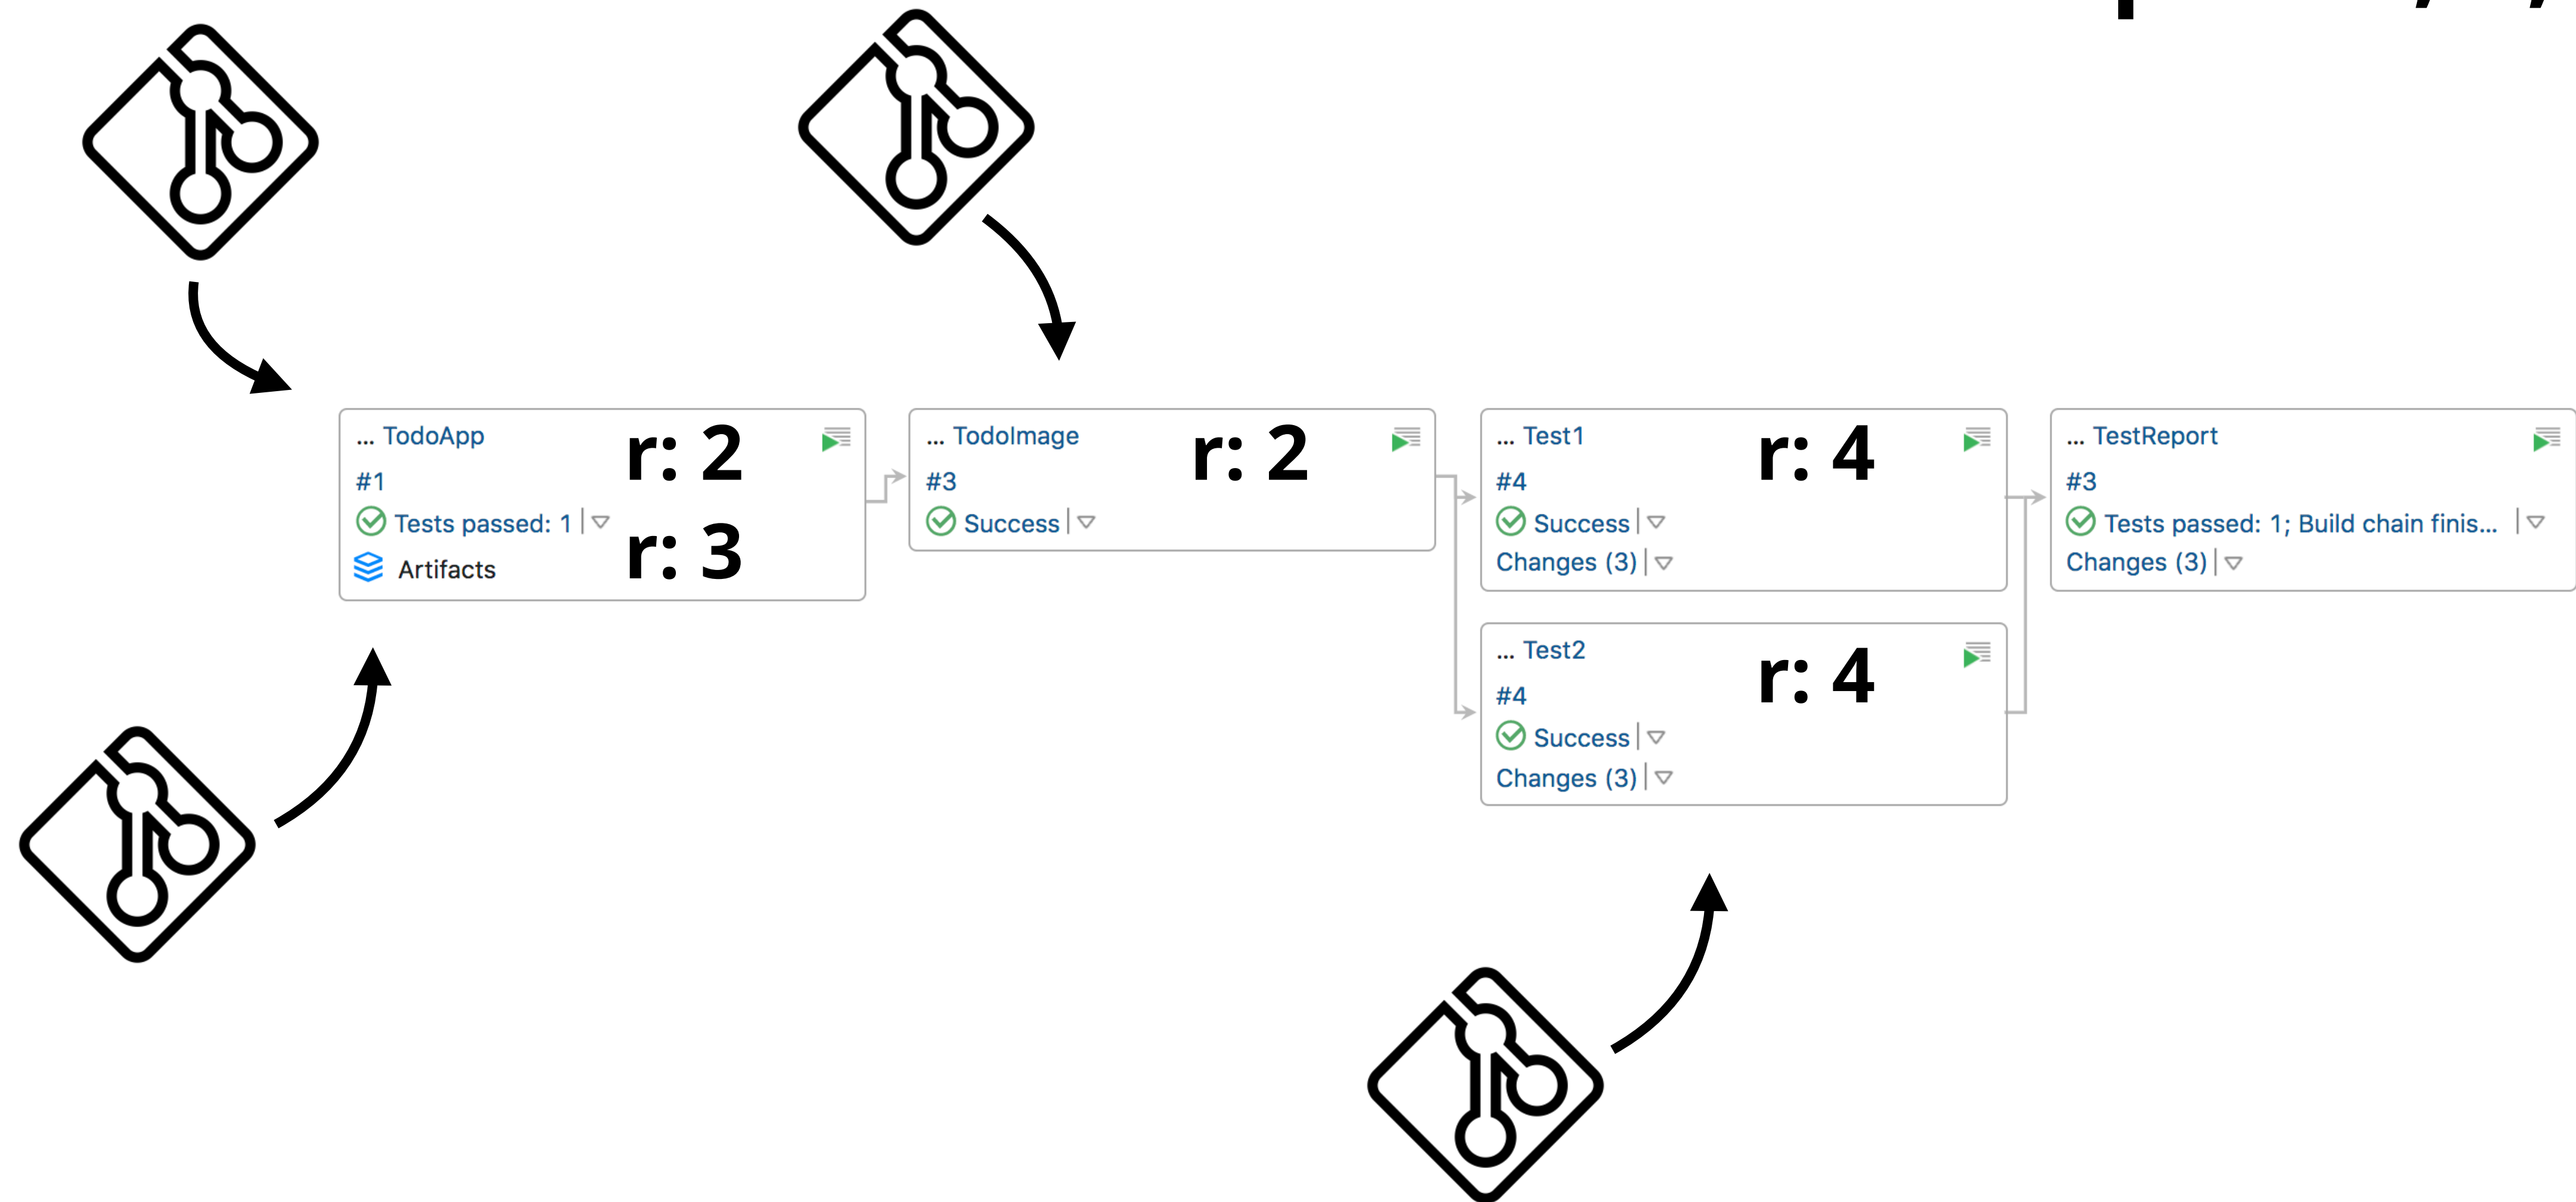 ... TodoApp
r: 2
#1
Tests passed: 1
r: 3
Artifacts
... TodoImage
r: 2
#3
Success
... Test1
r: 4
#4
Success
Changes (3)
... Test2
r: 4
#4
Success
Changes (3)
... TestReport
#3
Tests passed: 1; Build chain finis...
Changes (3)